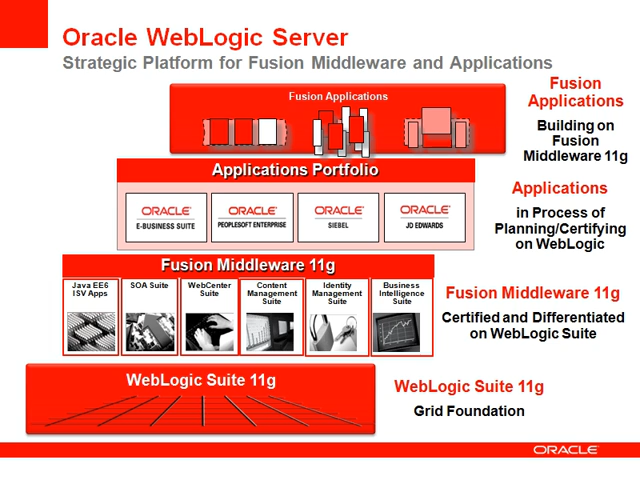 Oracle WebLogic Server
Strategic Platform for Fusion Middleware and Applications
Fusion Applications
Fusion
Applications
Building on
Fusion
Middleware 11g
Applications Portfolio
ORACLE
E-BUSINESS SUITE
ORACLE
PEOPLESOFT ENTERPRISE
ORACLE
SIEBEL
ORACLE
JD EDWARDS
Applications
in Process of
Planning/Certifying
on WebLogic
Fusion Middleware 11g
Java EE6
ISV Apps
SOA Suite
WebCenter
Suite
Content
Management
Suite
Identity
Management
Suite
Business
Intelligence
Suite
Fusion Middleware 11g
Certified and Differentiated
on WebLogic Suite
WebLogic Suite 11g
WebLogic Suite 11g
Grid Foundation
ORACLE